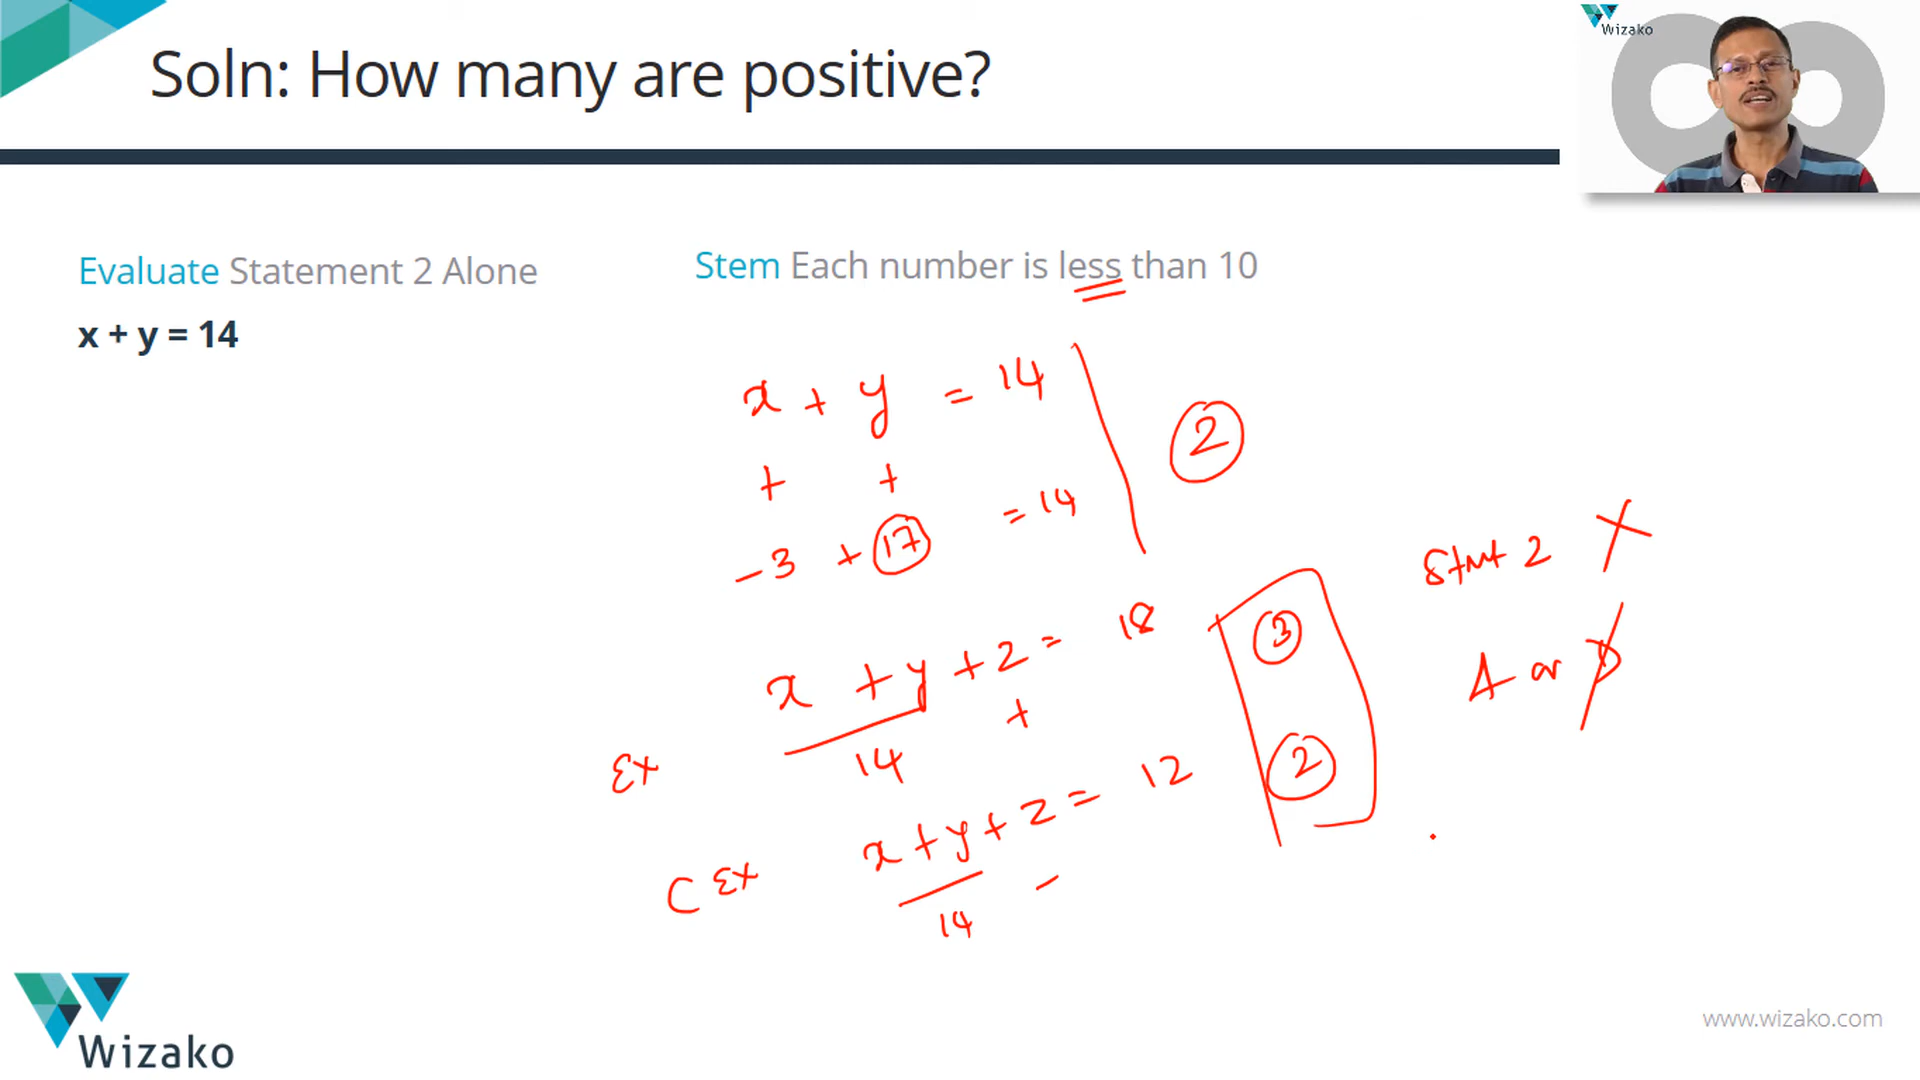 Soln: How many are positive?
Wizako
Evaluate Statement 2 Alone
Stem Each number is less than 10
x + y = 14
x + y = 14
2
+ +
-3 + 17 = 14
Stmt 2 X
x + y + z = 18
3
+
A or D
14
Ex
x + y + z = 12
2
-
14
C Ex
Wizako
www.wizako.com